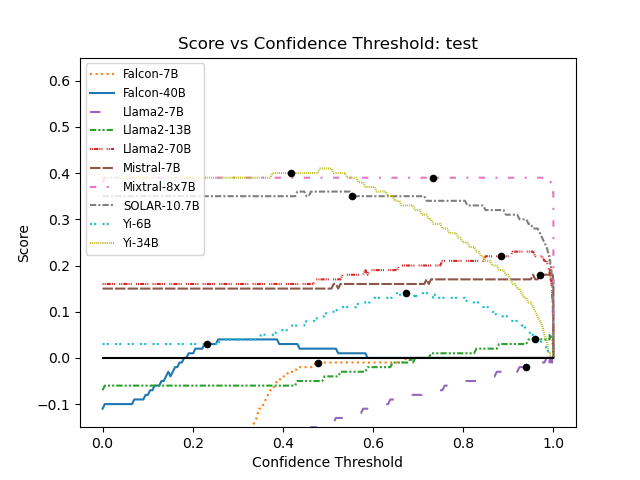 Score vs Confidence Threshold: test
0.6
0.5
0.4
0.3
0.2
0.1
0.0
−0.1
Score
Falcon-7B
Falcon-40B
Llama2-7B
Llama2-13B
Llama2-70B
Mistral-7B
Mixtral-8x7B
SOLAR-10.7B
Yi-6B
Yi-34B
0.0
0.2
0.4
0.6
0.8
1.0
Confidence Threshold